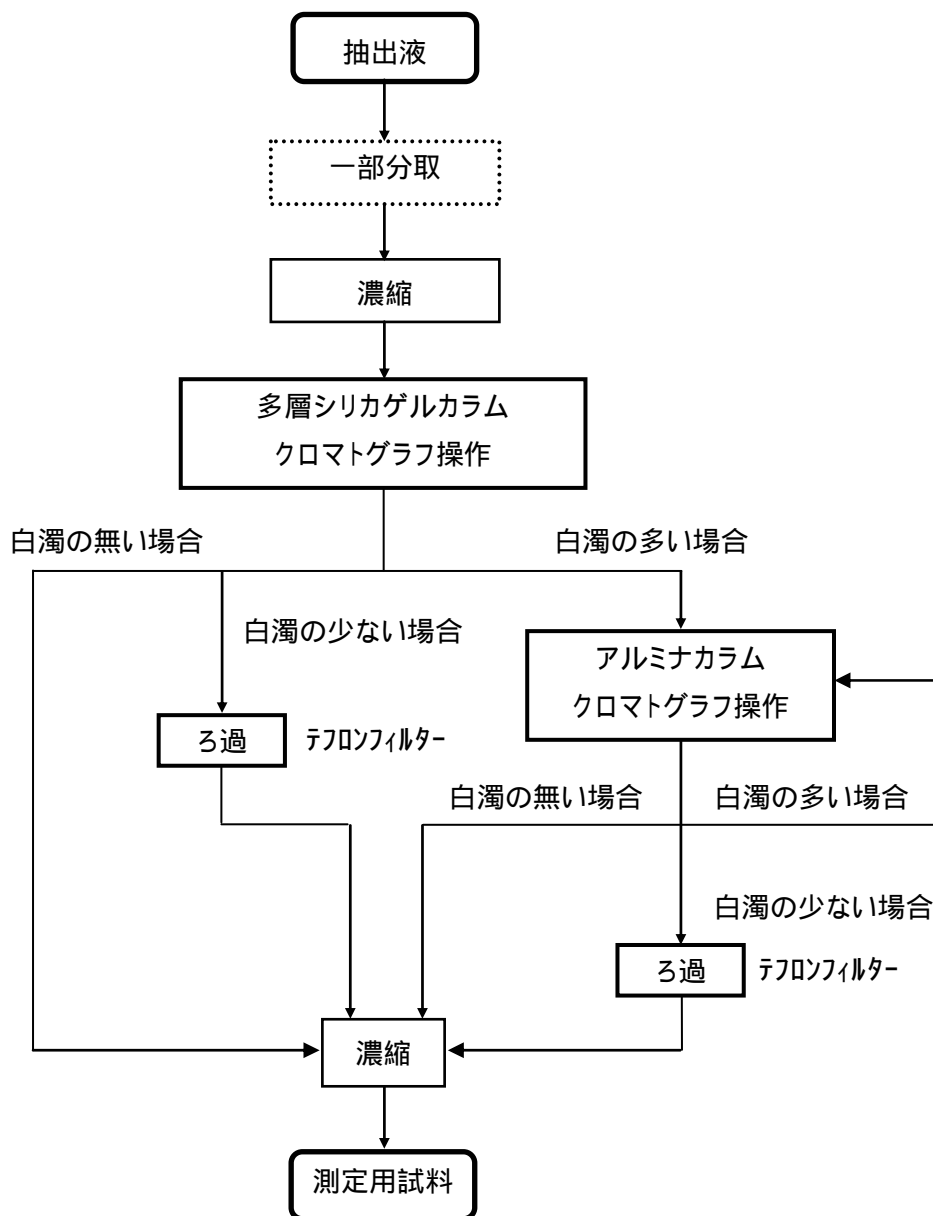 抽出液
一部分取
濃縮
多層シリカゲルカラム
クロマトグラフ操作
白濁の無い場合
白濁の多い場合
白濁の少ない場合
アルミナカラム
クロマトグラフ操作
ろ過
テフロンフィルター
白濁の無い場合
白濁の多い場合
白濁の少ない場合
ろ過
テフロンフィルター
濃縮
測定用試料